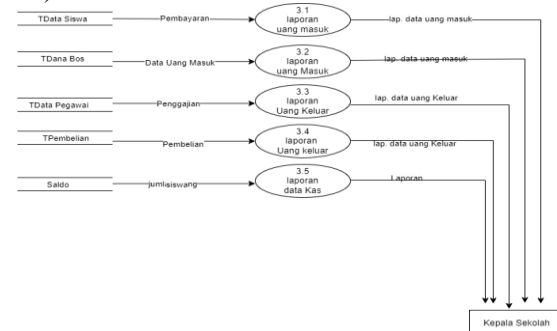 TData Siswa
Pembayaran
3.1
laporan
uang masuk
lap. data uang masuk
TDana Bos
Data Uang Masuk
3.2
laporan
uang Masuk
lap. data uang masuk
TData Pegawai
Penggajian
3.3
laporan
Uang Keluar
lap. data uang Keluar
TPembelian
Pembelian
3.4
laporan
Uang keluar
lap. data uang Keluar
Saldo
jumlsiswang
3.5
laporan
data Kas
Laporan
Kepala Sekolah